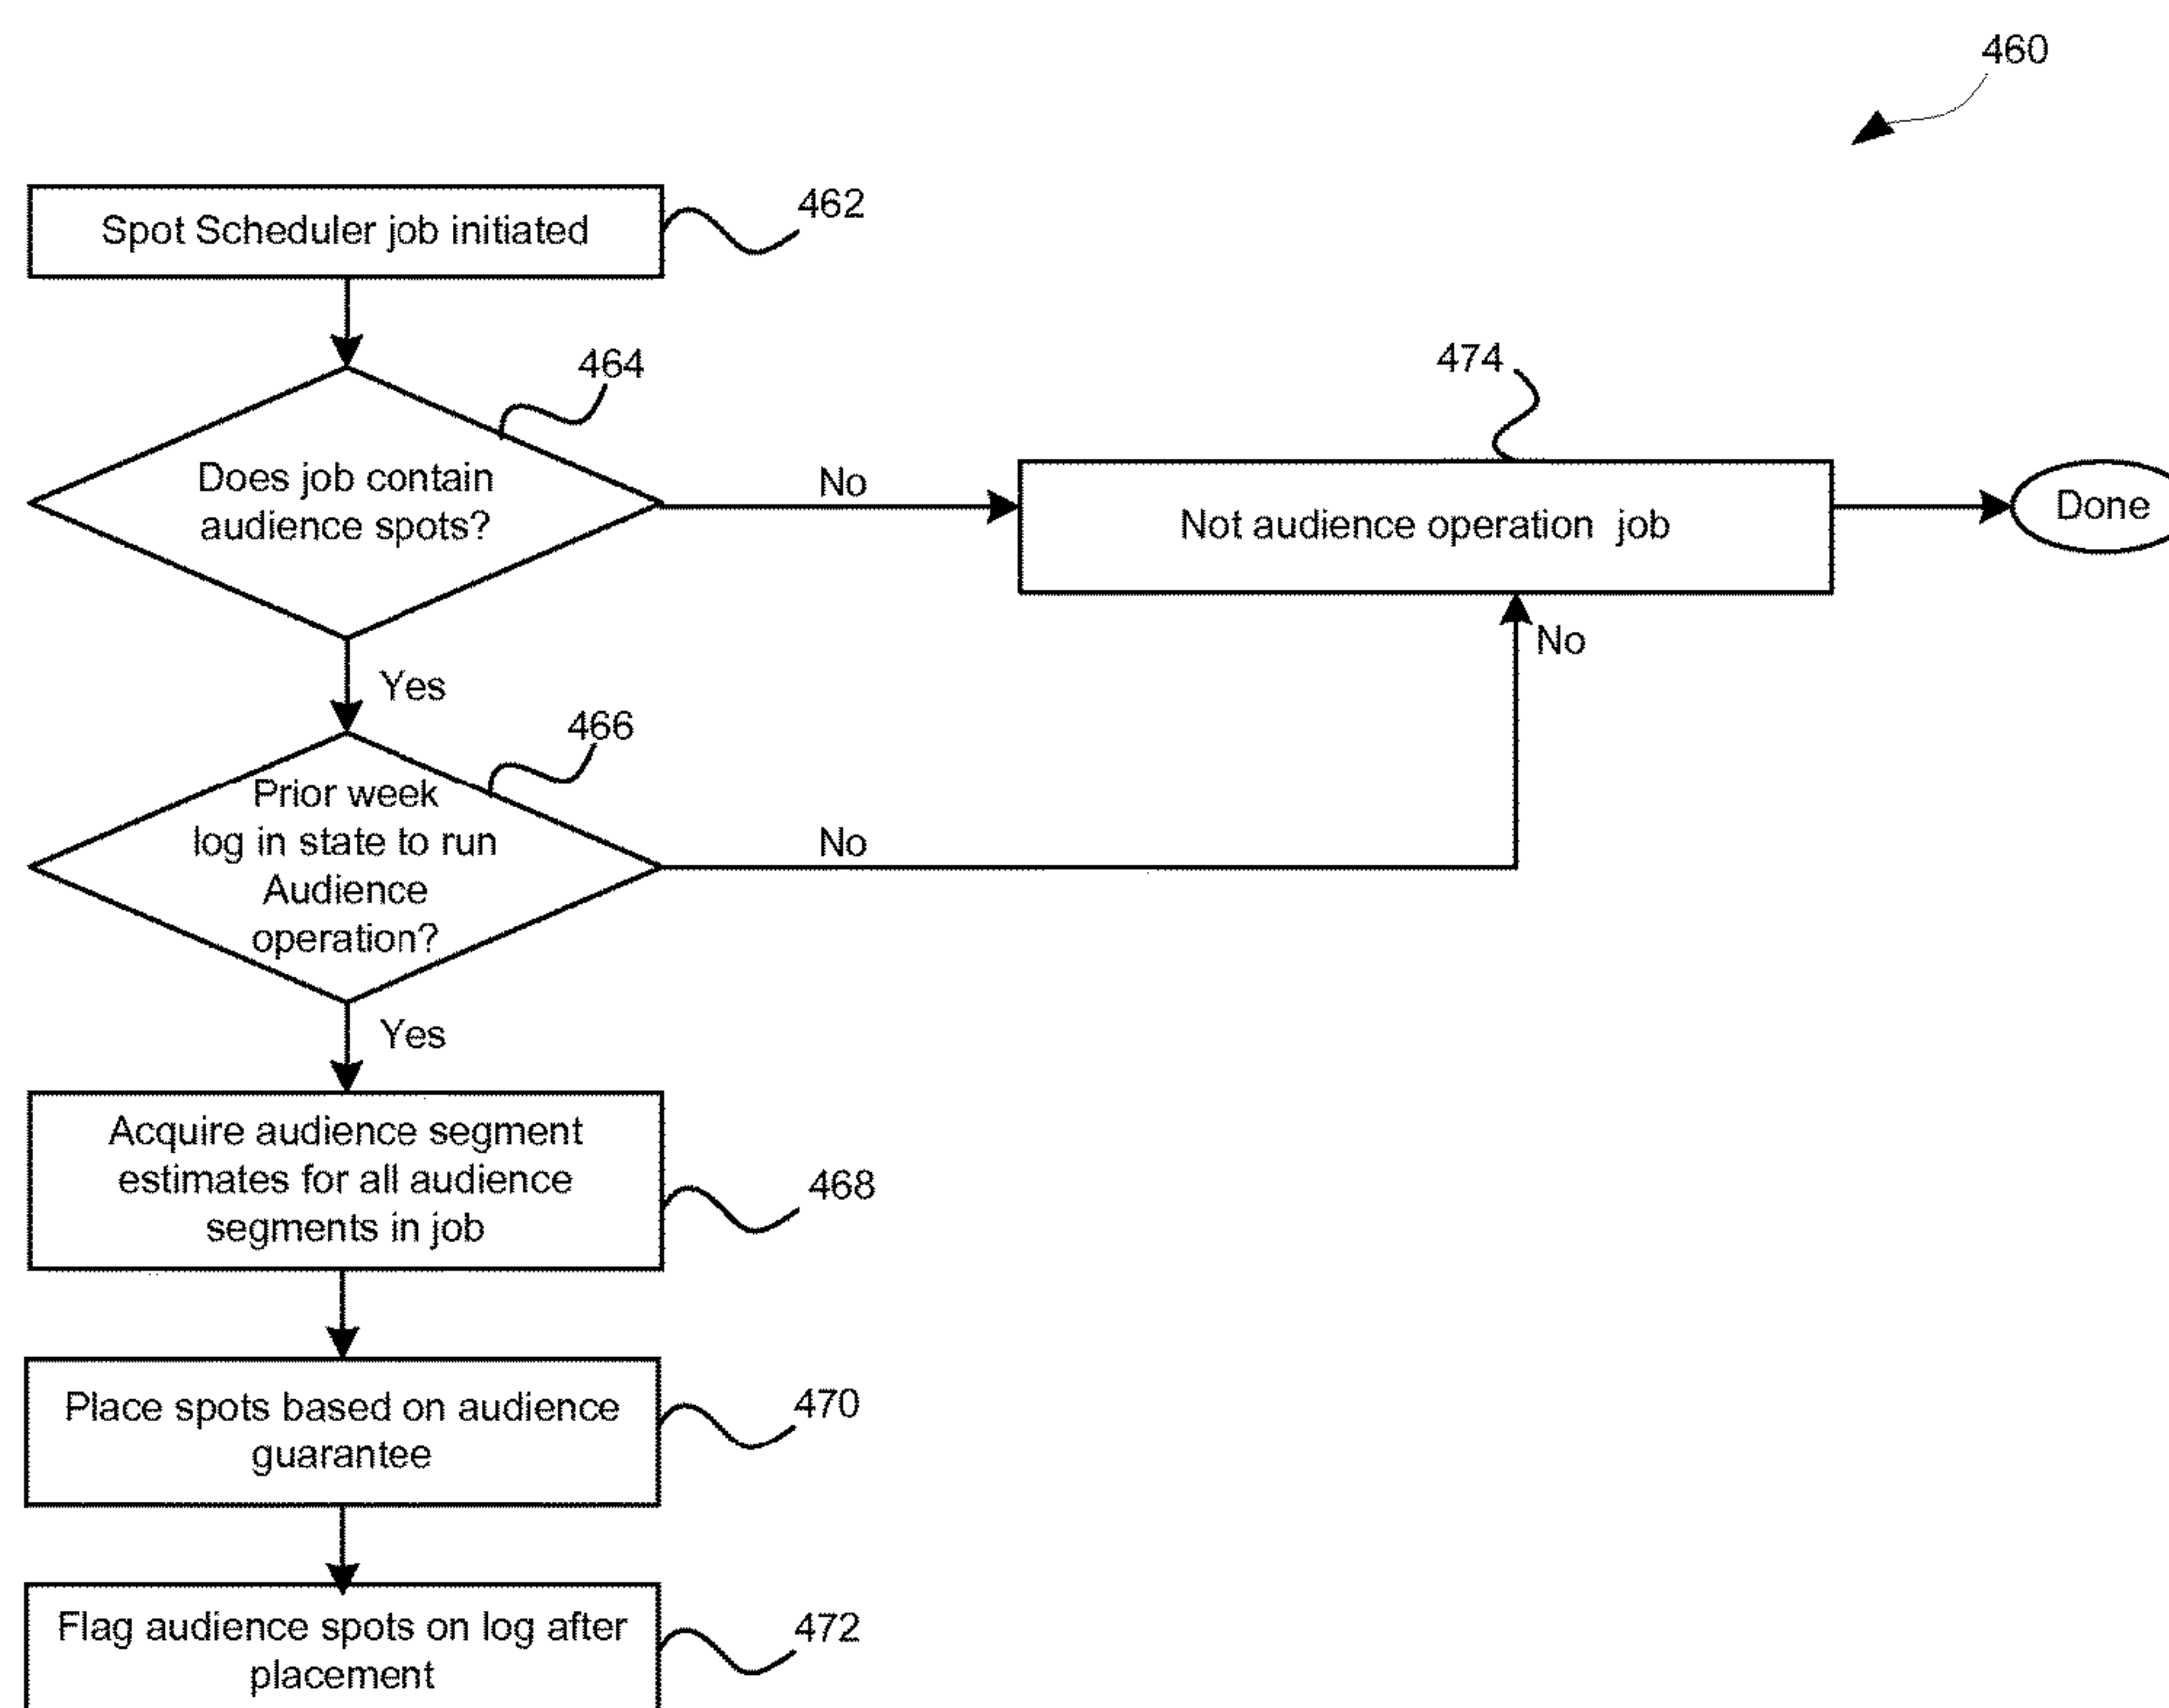 460
Spot Scheduler job initiated
462
464
Does job contain
audience spots?
No
474
Not audience operation job
Done
Yes
No
466
Prior week
log in state to run
Audience
operation?
No
Yes
Acquire audience segment
estimates for all audience
segments in job
468
Place spots based on audience
guarantee
470
Flag audience spots on log after
placement
472